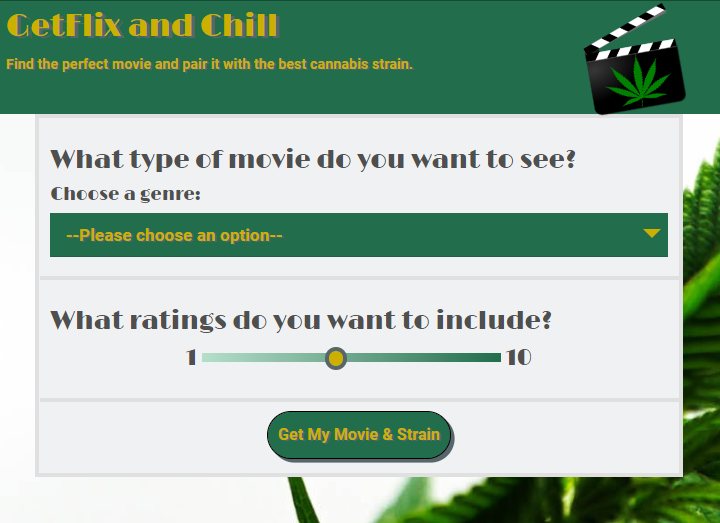 GetFlix and Chill
Find the perfect movie and pair it with the best cannabis strain.
What type of movie do you want to see?
Choose a genre:
--Please choose an option--
What ratings do you want to include?
1 10
Get My Movie & Strain